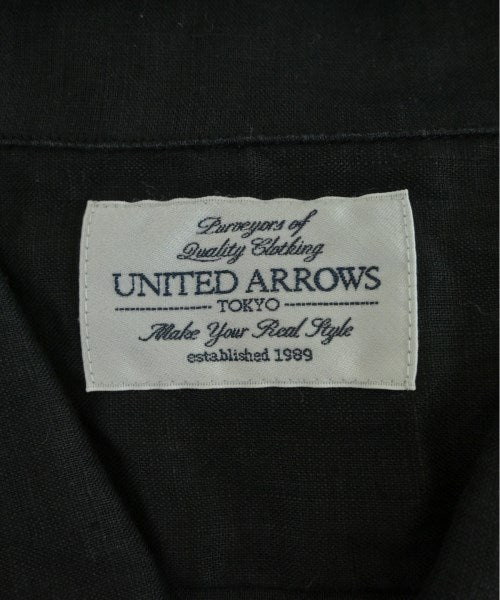 Purveyors of
Quality Clothing
UNITED ARROWS
TOKYO
Make Your Real Style
established 1989